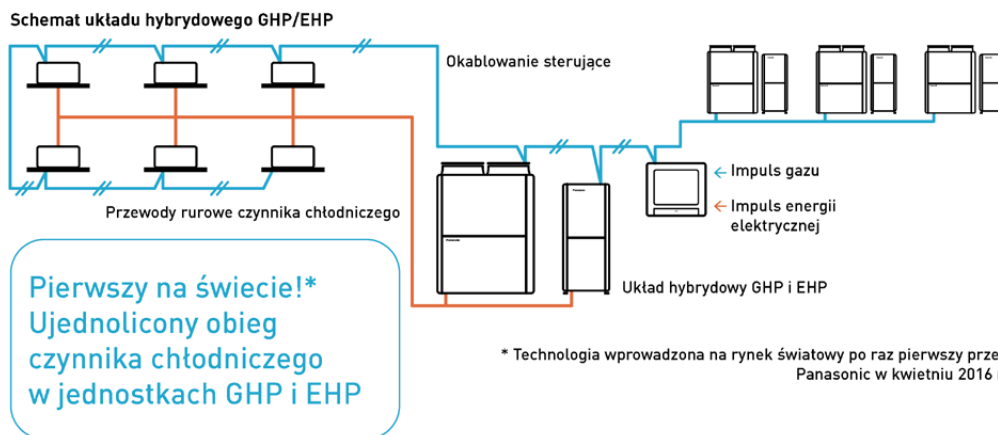 Schemat układu hybrydowego GHP/EHP
Okablowanie sterujące
Impuls gazu
Impuls energii
elektrycznej
Przewody rurowe czynnika chłodniczego
Układ hybrydowy GHP i EHP
Pierwszy na świecie!*
Ujednolicony obieg
czynnika chłodniczego
w jednostkach GHP i EHP
* Technologia wprowadzona na rynek światowy po raz pierwszy prze
Panasonic w kwietniu 2016 r